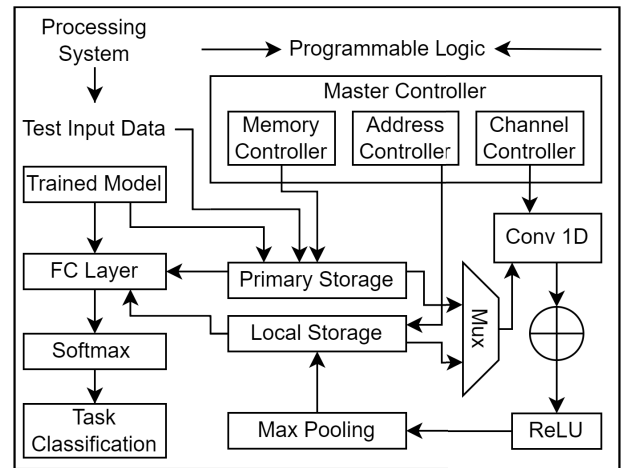 Processing
System
Programmable Logic
Master Controller
Memory
Controller
Address
Controller
Channel
Controller
Test Input Data
Trained Model
Conv 1D
FC Layer
Primary Storage
Local Storage
Mux
Softmax
Task
Classification
Max Pooling
ReLU